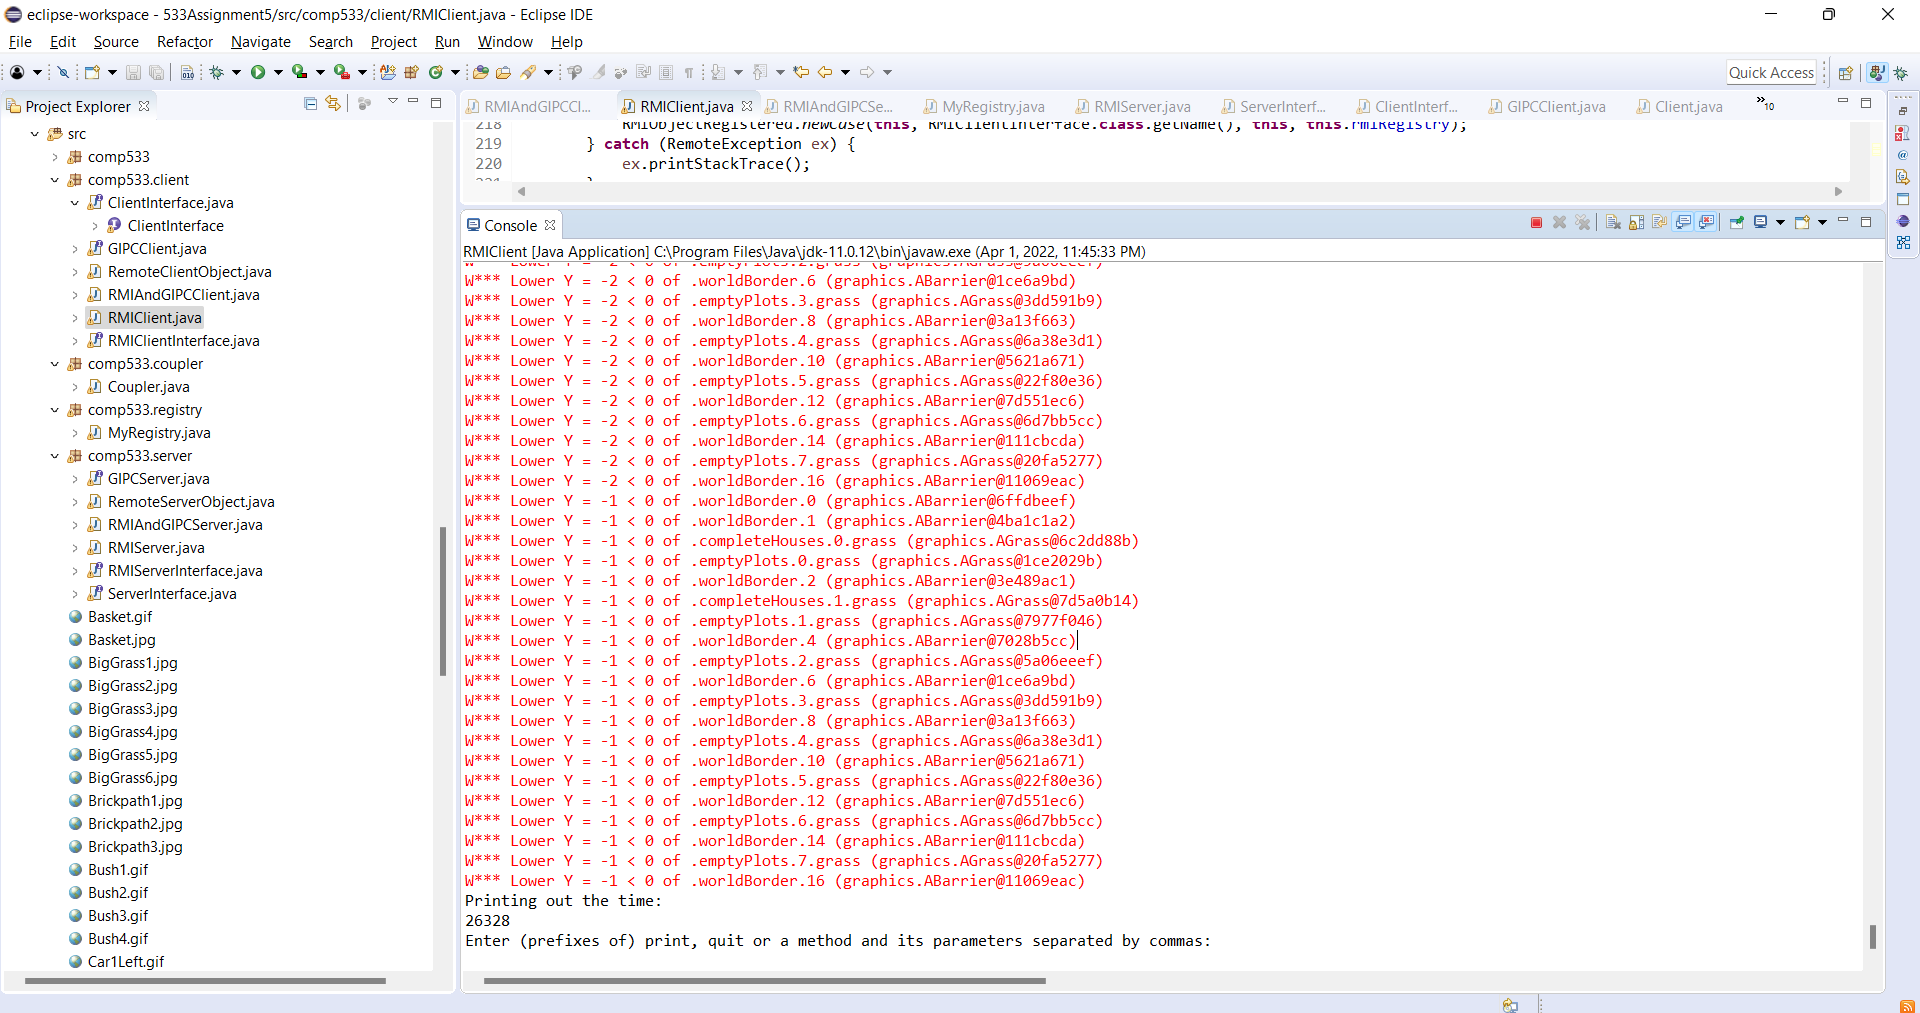 eclipse-workspace - 533Assignment5/src/comp533/client/RMIClient.java - Eclipse IDE
File Edit Source Refactor Navigate Search Project Run Window Help
Quick Access
Project Explorer
src
comp533
comp533.client
ClientInterface.java
ClientInterface
GIPCClient.java
RemoteClientObject.java
RMIAndGIPCClient.java
RMIClient.java
RMIClientInterface.java
comp533.coupler
Coupler.java
comp533.registry
MyRegistry.java
comp533.server
GIPCServer.java
RemoteServerObject.java
RMIAndGIPCServer.java
RMIServer.java
RMIServerInterface.java
ServerInterface.java
Basket.gif
Basket.jpg
BigGrass1.jpg
BigGrass2.jpg
BigGrass3.jpg
BigGrass4.jpg
BigGrass5.jpg
BigGrass6.jpg
Brickpath1.jpg
Brickpath2.jpg
Brickpath3.jpg
Bush1.gif
Bush2.gif
Bush3.gif
Bush4.gif
Car1Left.gif
RMIAndGIPCCl... RMIClient.java RMIAndGIPCSe... MyRegistry.java RMIServer.java ServerInterf... ClientInterf... GIPCClient.java Client.java »10
218 RMIObjectRegistered.newCase(this, RMIClientInterface.class.getName(), this, this.rmiRegistry);
219 } catch (RemoteException ex) {
220 ex.printStackTrace();
Console
RMIClient [Java Application] C:\Program Files\Java\jdk-11.0.12\bin\javaw.exe (Apr 1, 2022, 11:45:33 PM)
W*** Lower Y = -2 < 0 of .emptyPlots.2.grass (graphics.AGrass@5a06eeef)
W*** Lower Y = -2 < 0 of .worldBorder.6 (graphics.ABarrier@1ce6a9bd)
W*** Lower Y = -2 < 0 of .emptyPlots.3.grass (graphics.AGrass@3dd591b9)
W*** Lower Y = -2 < 0 of .worldBorder.8 (graphics.ABarrier@3a13f663)
W*** Lower Y = -2 < 0 of .emptyPlots.4.grass (graphics.AGrass@6a38e3d1)
W*** Lower Y = -2 < 0 of .worldBorder.10 (graphics.ABarrier@5621a671)
W*** Lower Y = -2 < 0 of .emptyPlots.5.grass (graphics.AGrass@22f80e36)
W*** Lower Y = -2 < 0 of .worldBorder.12 (graphics.ABarrier@7d551ec6)
W*** Lower Y = -2 < 0 of .emptyPlots.6.grass (graphics.AGrass@6d7bb5cc)
W*** Lower Y = -2 < 0 of .worldBorder.14 (graphics.ABarrier@111cbcda)
W*** Lower Y = -2 < 0 of .emptyPlots.7.grass (graphics.AGrass@20fa5277)
W*** Lower Y = -2 < 0 of .worldBorder.16 (graphics.ABarrier@11069eac)
W*** Lower Y = -1 < 0 of .worldBorder.0 (graphics.ABarrier@6ffdbeef)
W*** Lower Y = -1 < 0 of .worldBorder.1 (graphics.ABarrier@4ba1c1a2)
W*** Lower Y = -1 < 0 of .completeHouses.0.grass (graphics.AGrass@6c2dd88b)
W*** Lower Y = -1 < 0 of .emptyPlots.0.grass (graphics.AGrass@1ce2029b)
W*** Lower Y = -1 < 0 of .worldBorder.2 (graphics.ABarrier@3e489ac1)
W*** Lower Y = -1 < 0 of .completeHouses.1.grass (graphics.AGrass@7d5a0b14)
W*** Lower Y = -1 < 0 of .emptyPlots.1.grass (graphics.AGrass@7977f046)
W*** Lower Y = -1 < 0 of .worldBorder.4 (graphics.ABarrier@7028b5cc)
W*** Lower Y = -1 < 0 of .emptyPlots.2.grass (graphics.AGrass@5a06eeef)
W*** Lower Y = -1 < 0 of .worldBorder.6 (graphics.ABarrier@1ce6a9bd)
W*** Lower Y = -1 < 0 of .emptyPlots.3.grass (graphics.AGrass@3dd591b9)
W*** Lower Y = -1 < 0 of .worldBorder.8 (graphics.ABarrier@3a13f663)
W*** Lower Y = -1 < 0 of .emptyPlots.4.grass (graphics.AGrass@6a38e3d1)
W*** Lower Y = -1 < 0 of .worldBorder.10 (graphics.ABarrier@5621a671)
W*** Lower Y = -1 < 0 of .emptyPlots.5.grass (graphics.AGrass@22f80e36)
W*** Lower Y = -1 < 0 of .worldBorder.12 (graphics.ABarrier@7d551ec6)
W*** Lower Y = -1 < 0 of .emptyPlots.6.grass (graphics.AGrass@6d7bb5cc)
W*** Lower Y = -1 < 0 of .worldBorder.14 (graphics.ABarrier@111cbcda)
W*** Lower Y = -1 < 0 of .emptyPlots.7.grass (graphics.AGrass@20fa5277)
W*** Lower Y = -1 < 0 of .worldBorder.16 (graphics.ABarrier@11069eac)
Printing out the time:
26328
Enter (prefixes of) print, quit or a method and its parameters separated by commas: